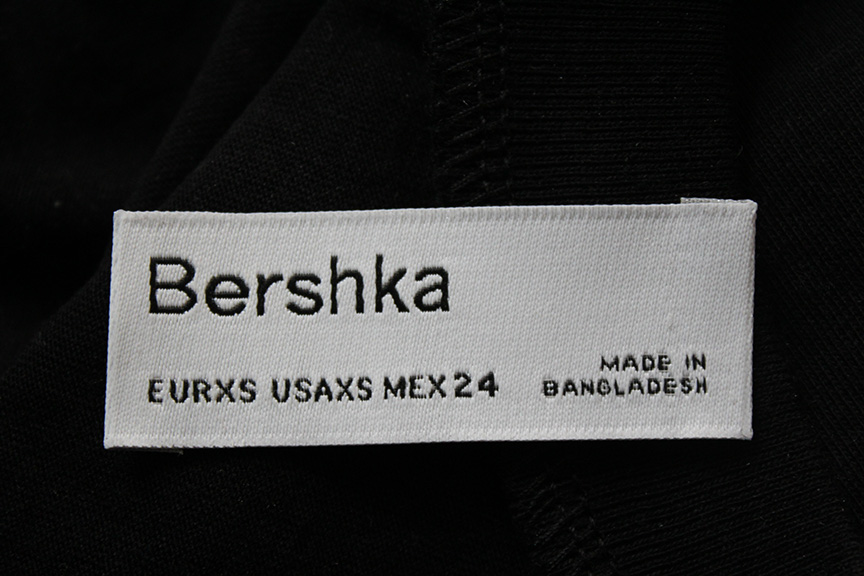 Bershka
EURXS USAXS MEX24
MADE IN
BANGLADESH